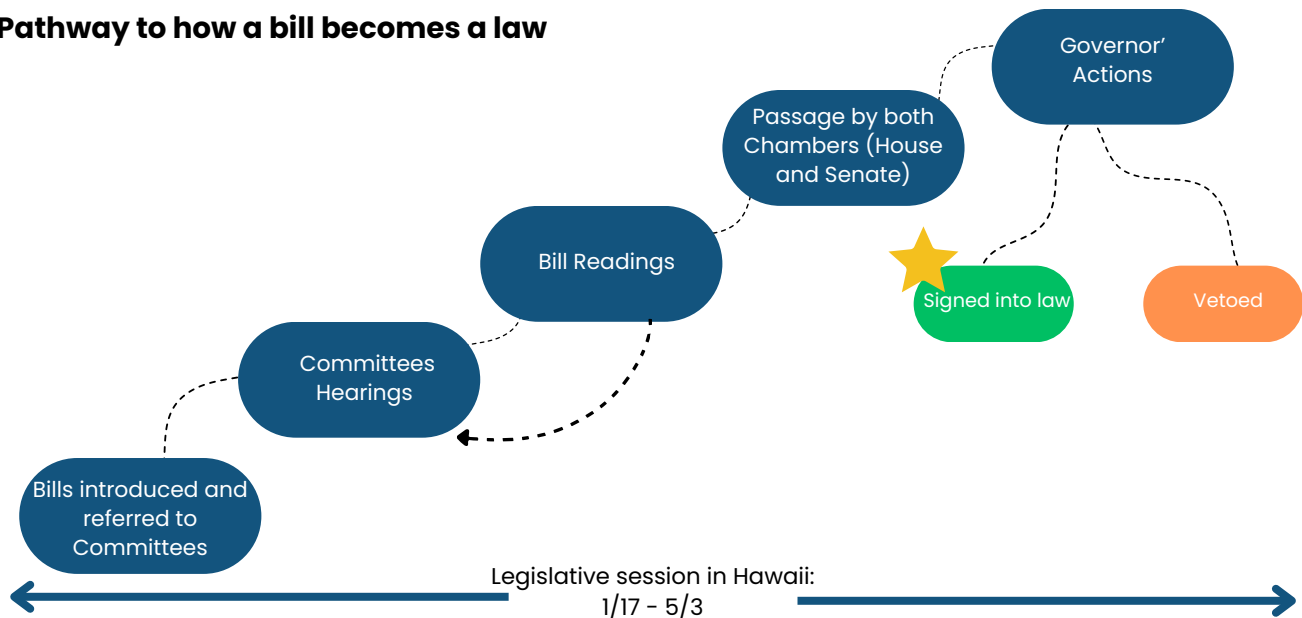 Pathway to how a bill becomes a law
Governor’
Actions
Passage by both
Chambers (House
and Senate)
Bill Readings
Signed into law
Vetoed
Committees
Hearings
Bills introduced and
referred to
Committees
Legislative session in Hawaii:
1/17 - 5/3